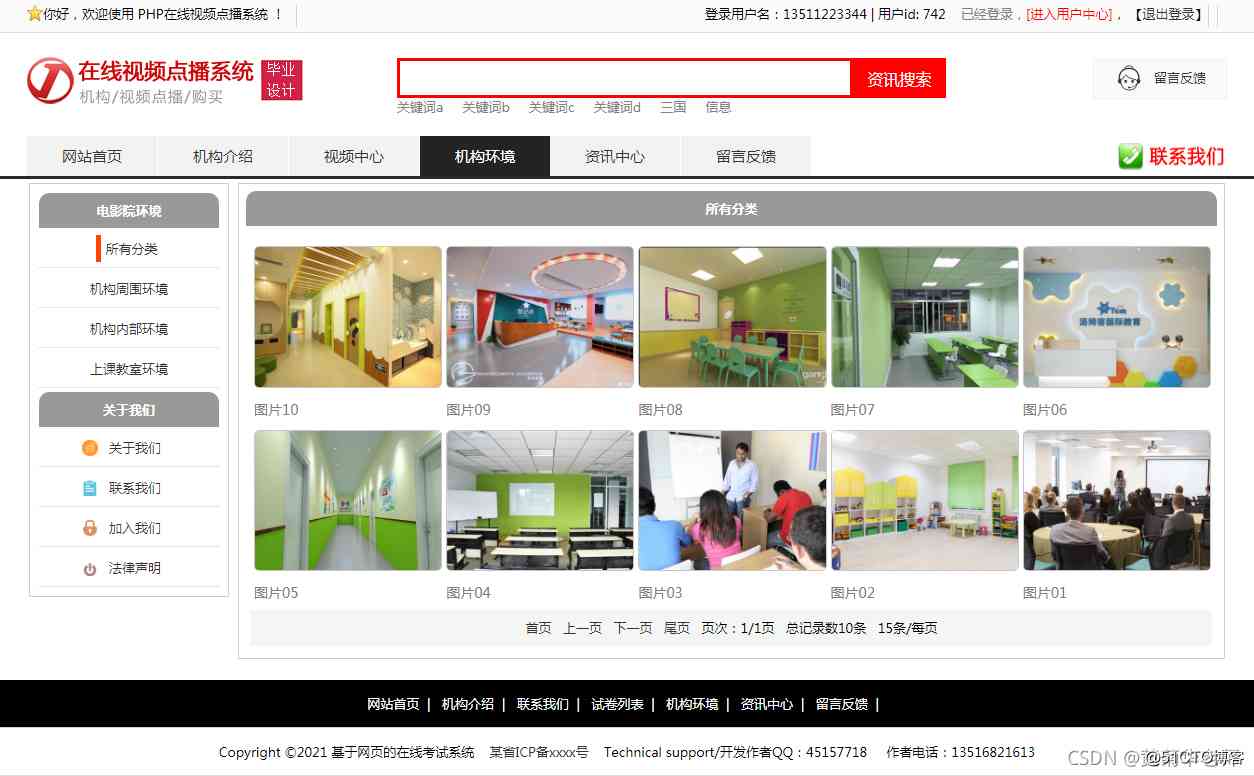 你好，欢迎使用 PHP在线视频点播系统 ！
登录用户名：13511223344 | 用户id: 742 已经登录，[进入用户中心]，【退出登录】
在线视频点播系统
毕业设计
机构/视频点播/购买
资讯搜索
关键词a 关键词b 关键词c 关键词d 三国 信息
留言反馈
网站首页 机构介绍 视频中心 机构环境 资讯中心 留言反馈
联系我们
电影院环境
所有分类
机构周围环境
机构内部环境
上课教室环境
关于我们
关于我们
联系我们
加入我们
法律声明
所有分类
图片10 图片09 图片08 图片07 图片06
图片05 图片04 图片03 图片02 图片01
首页 上一页 下一页 尾页 页次：1/1页 总记录数10条 15条/每页
网站首页 | 机构介绍 | 联系我们 | 试卷列表 | 机构环境 | 资讯中心 | 留言反馈 |
Copyright ©2021 基于网页的在线考试系统 某省ICP备xxxx号 Technical support/开发作者QQ：45157718 作者电话：13516821613
CSDN @
@51CTO博客